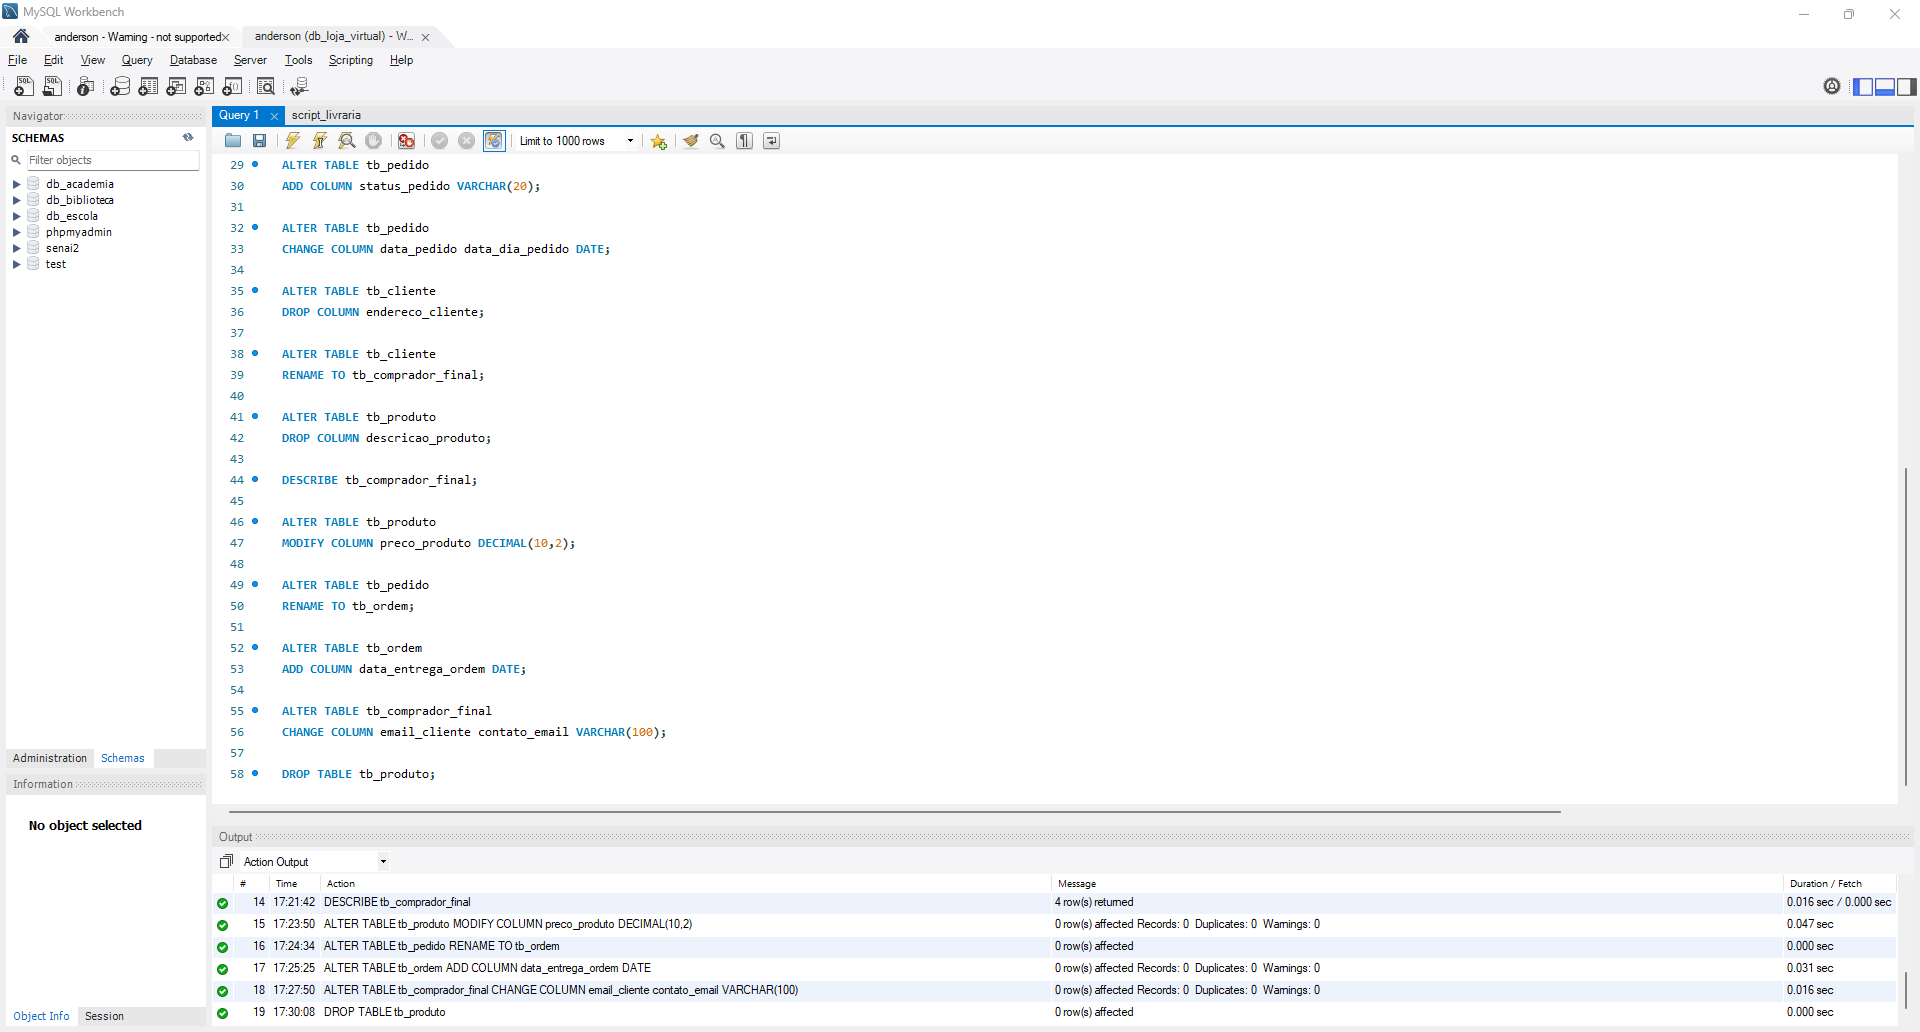 MySQL Workbench
anderson - Warning - not supported
anderson (db_loja_virtual) - W...
File Edit View Query Database Server Tools Scripting Help
Navigator
SCHEMAS
Filter objects
db_academia
db_biblioteca
db_escola
phpmyadmin
senai2
test
Administration Schemas
Information
No object selected
Object Info Session
Query 1 script_livraria
Limit to 1000 rows
29 ALTER TABLE tb_pedido
30 ADD COLUMN status_pedido VARCHAR(20);
31
32 ALTER TABLE tb_pedido
33 CHANGE COLUMN data_pedido data_dia_pedido DATE;
34
35 ALTER TABLE tb_cliente
36 DROP COLUMN endereco_cliente;
37
38 ALTER TABLE tb_cliente
39 RENAME TO tb_comprador_final;
40
41 ALTER TABLE tb_produto
42 DROP COLUMN descricao_produto;
43
44 DESCRIBE tb_comprador_final;
45
46 ALTER TABLE tb_produto
47 MODIFY COLUMN preco_produto DECIMAL(10,2);
48
49 ALTER TABLE tb_pedido
50 RENAME TO tb_ordem;
51
52 ALTER TABLE tb_ordem
53 ADD COLUMN data_entrega_ordem DATE;
54
55 ALTER TABLE tb_comprador_final
56 CHANGE COLUMN email_cliente contato_email VARCHAR(100);
57
58 DROP TABLE tb_produto;
Output
Action Output
# Time Action Message Duration / Fetch
14 17:21:42 DESCRIBE tb_comprador_final 4 row(s) returned 0.016 sec / 0.000 sec
15 17:23:50 ALTER TABLE tb_produto MODIFY COLUMN preco_produto DECIMAL(10,2) 0 row(s) affected Records: 0 Duplicates: 0 Warnings: 0 0.047 sec
16 17:24:34 ALTER TABLE tb_pedido RENAME TO tb_ordem 0 row(s) affected 0.000 sec
17 17:25:25 ALTER TABLE tb_ordem ADD COLUMN data_entrega_ordem DATE 0 row(s) affected Records: 0 Duplicates: 0 Warnings: 0 0.031 sec
18 17:27:50 ALTER TABLE tb_comprador_final CHANGE COLUMN email_cliente contato_email VARCHAR(100) 0 row(s) affected Records: 0 Duplicates: 0 Warnings: 0 0.016 sec
19 17:30:08 DROP TABLE tb_produto 0 row(s) affected 0.000 sec